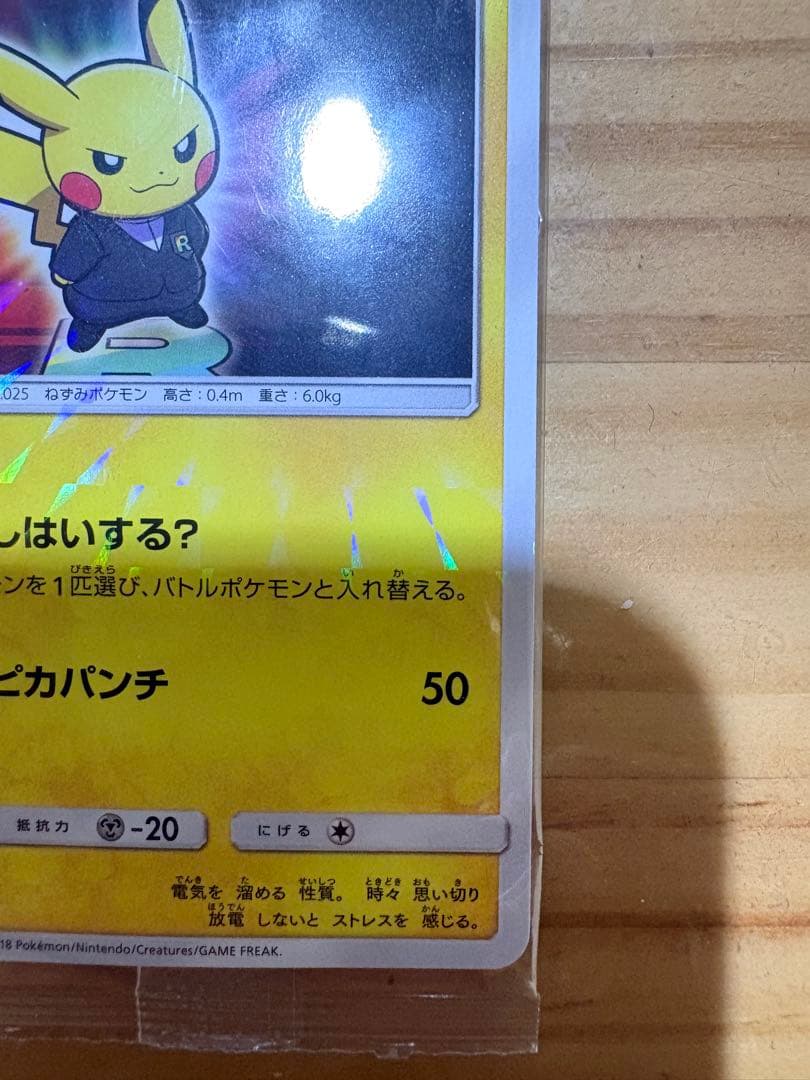 R
.025 ねずみポケモン 高さ:0.4m 重さ:6.0kg
しはいする?
ンを1匹選び、バトルポケモンと入れ替える。
ピカパンチ 50
抵抗力 -20 にげる
電気を 溜める 性質。 時々 思い切り
放電 しないと ストレスを 感じる。
18 Pokémon/Nintendo/Creatures/GAME FREAK.